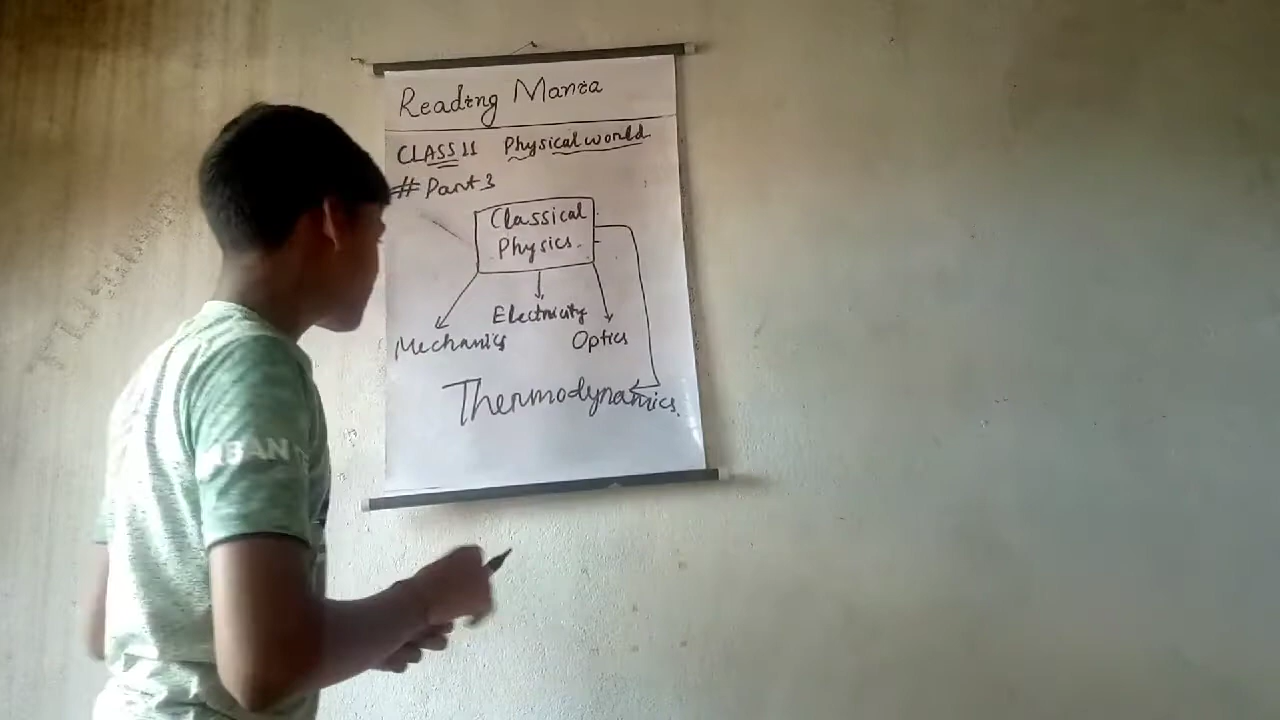 Reading Mania
CLASS 11 Physical world
# Part 3
Classical
Physics.
Electricity
Mechanics
Optics
Thermodynamics.